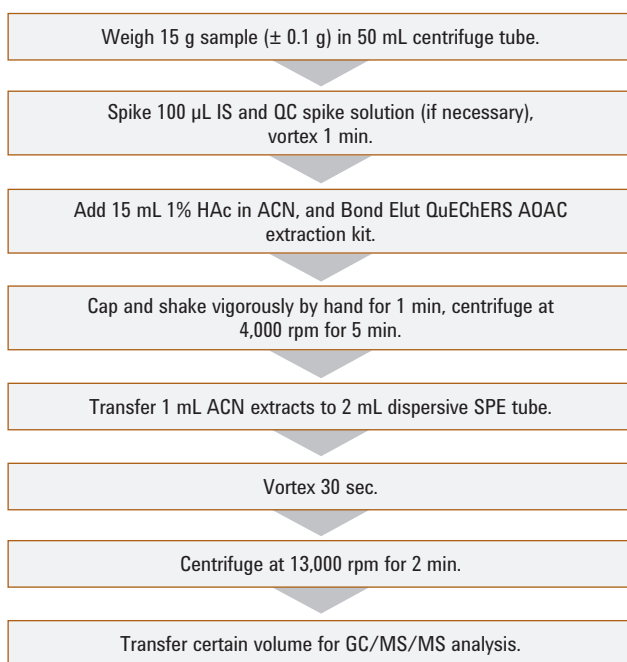 Weigh 15 g sample (± 0.1 g) in 50 mL centrifuge tube.
Spike 100 µL IS and QC spike solution (if necessary),
vortex 1 min.
Add 15 mL 1% HAc in ACN, and Bond Elut QuEChERS AOAC
extraction kit.
Cap and shake vigorously by hand for 1 min, centrifuge at
4,000 rpm for 5 min.
Transfer 1 mL ACN extracts to 2 mL dispersive SPE tube.
Vortex 30 sec.
Centrifuge at 13,000 rpm for 2 min.
Transfer certain volume for GC/MS/MS analysis.